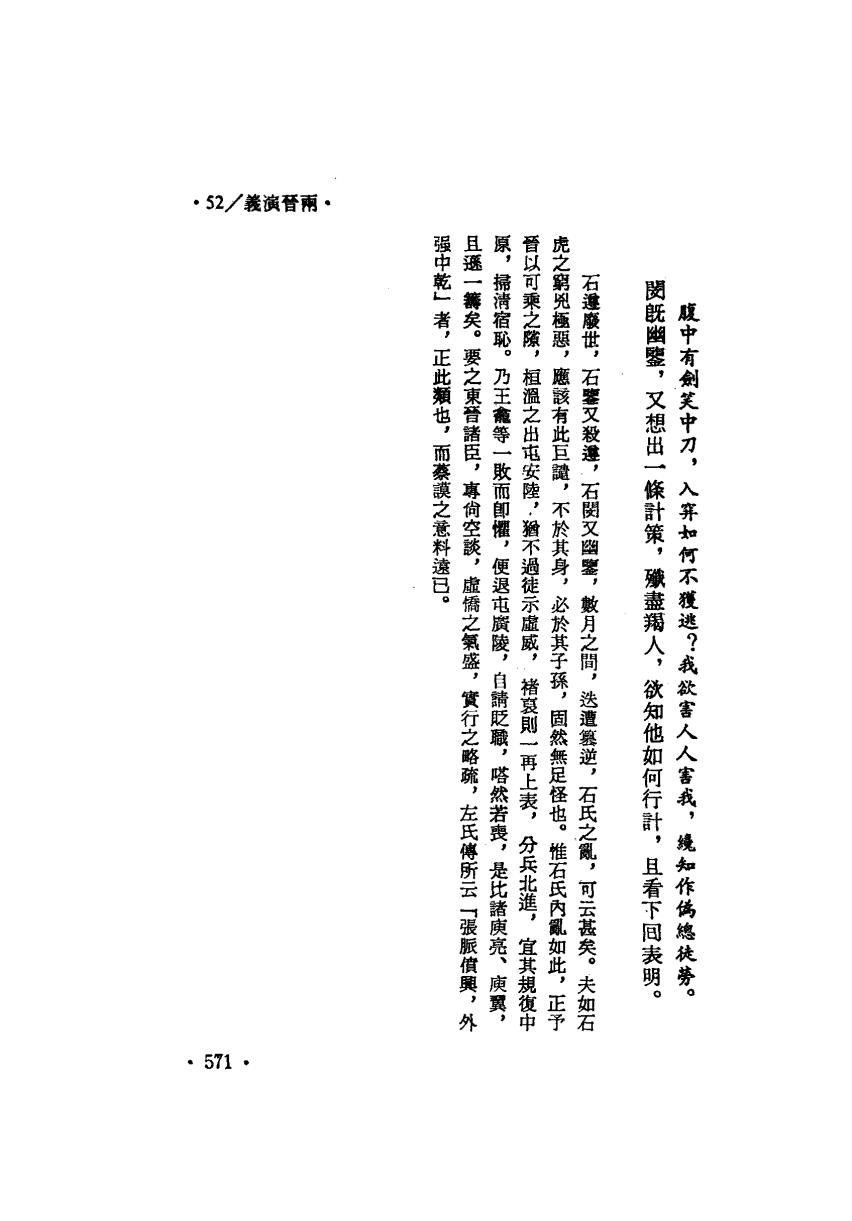 ·兩晉演義/52·
腹中有劍笑中刀，入穽如何不獲逃？我欲害人人害我，纔知作偽總徒勞。
閔既幽鑒，又想出一條計策，殲盡羯人，欲知他如何行計，且看下回表明。
石遵廢世，石鑒又殺遵，石閔又幽鑒，數月之間，迭遭篡逆，石氏之亂，可云甚矣。夫如石
虎之窮兇極惡，應該有此巨譴，不於其身，必於其子孫，固然無足怪也。惟石氏內亂如此，正予
晉以可乘之隙，桓溫之出屯安陸，猶不過徒示虛威，褚裒則一再上表，分兵北進，宜其規復中
原，掃清宿恥。乃王龕等一敗而卽懼，便退屯廣陵，自請貶職，嗒然若喪，是比諸庾亮、庾翼，
且遜一籌矣。要之東晉諸臣，專尙空談，虛憍之氣盛，實行之略疏，左氏傳所云「張脈僨興，外
强中乾」者，正此類也，而蔡謨之意料遠已。
·571·